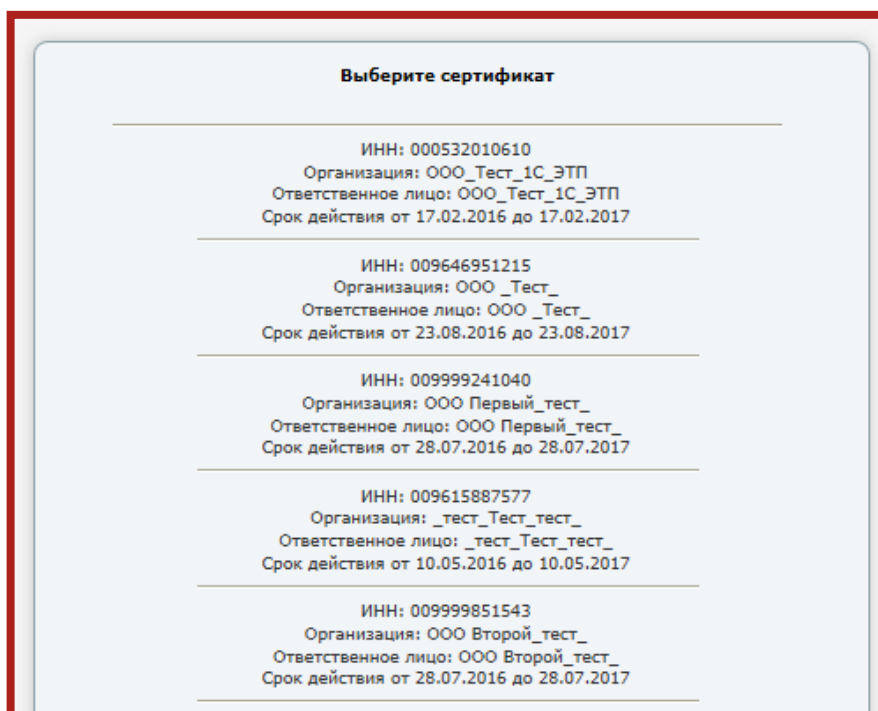 Выберите сертификат
ИНН: 000532010610
Организация: ООО_Тест_1С_ЭТП
Ответственное лицо: ООО_Тест_1С_ЭТП
Срок действия от 17.02.2016 до 17.02.2017
ИНН: 009646951215
Организация: ООО _Тест_
Ответственное лицо: ООО _Тест_
Срок действия от 23.08.2016 до 23.08.2017
ИНН: 009999241040
Организация: ООО Первый_тест_
Ответственное лицо: ООО Первый_тест_
Срок действия от 28.07.2016 до 28.07.2017
ИНН: 009615887577
Организация: _тест_Тест_тест_
Ответственное лицо: _тест_Тест_тест_
Срок действия от 10.05.2016 до 10.05.2017
ИНН: 009999851543
Организация: ООО Второй_тест_
Ответственное лицо: ООО Второй_тест_
Срок действия от 28.07.2016 до 28.07.2017